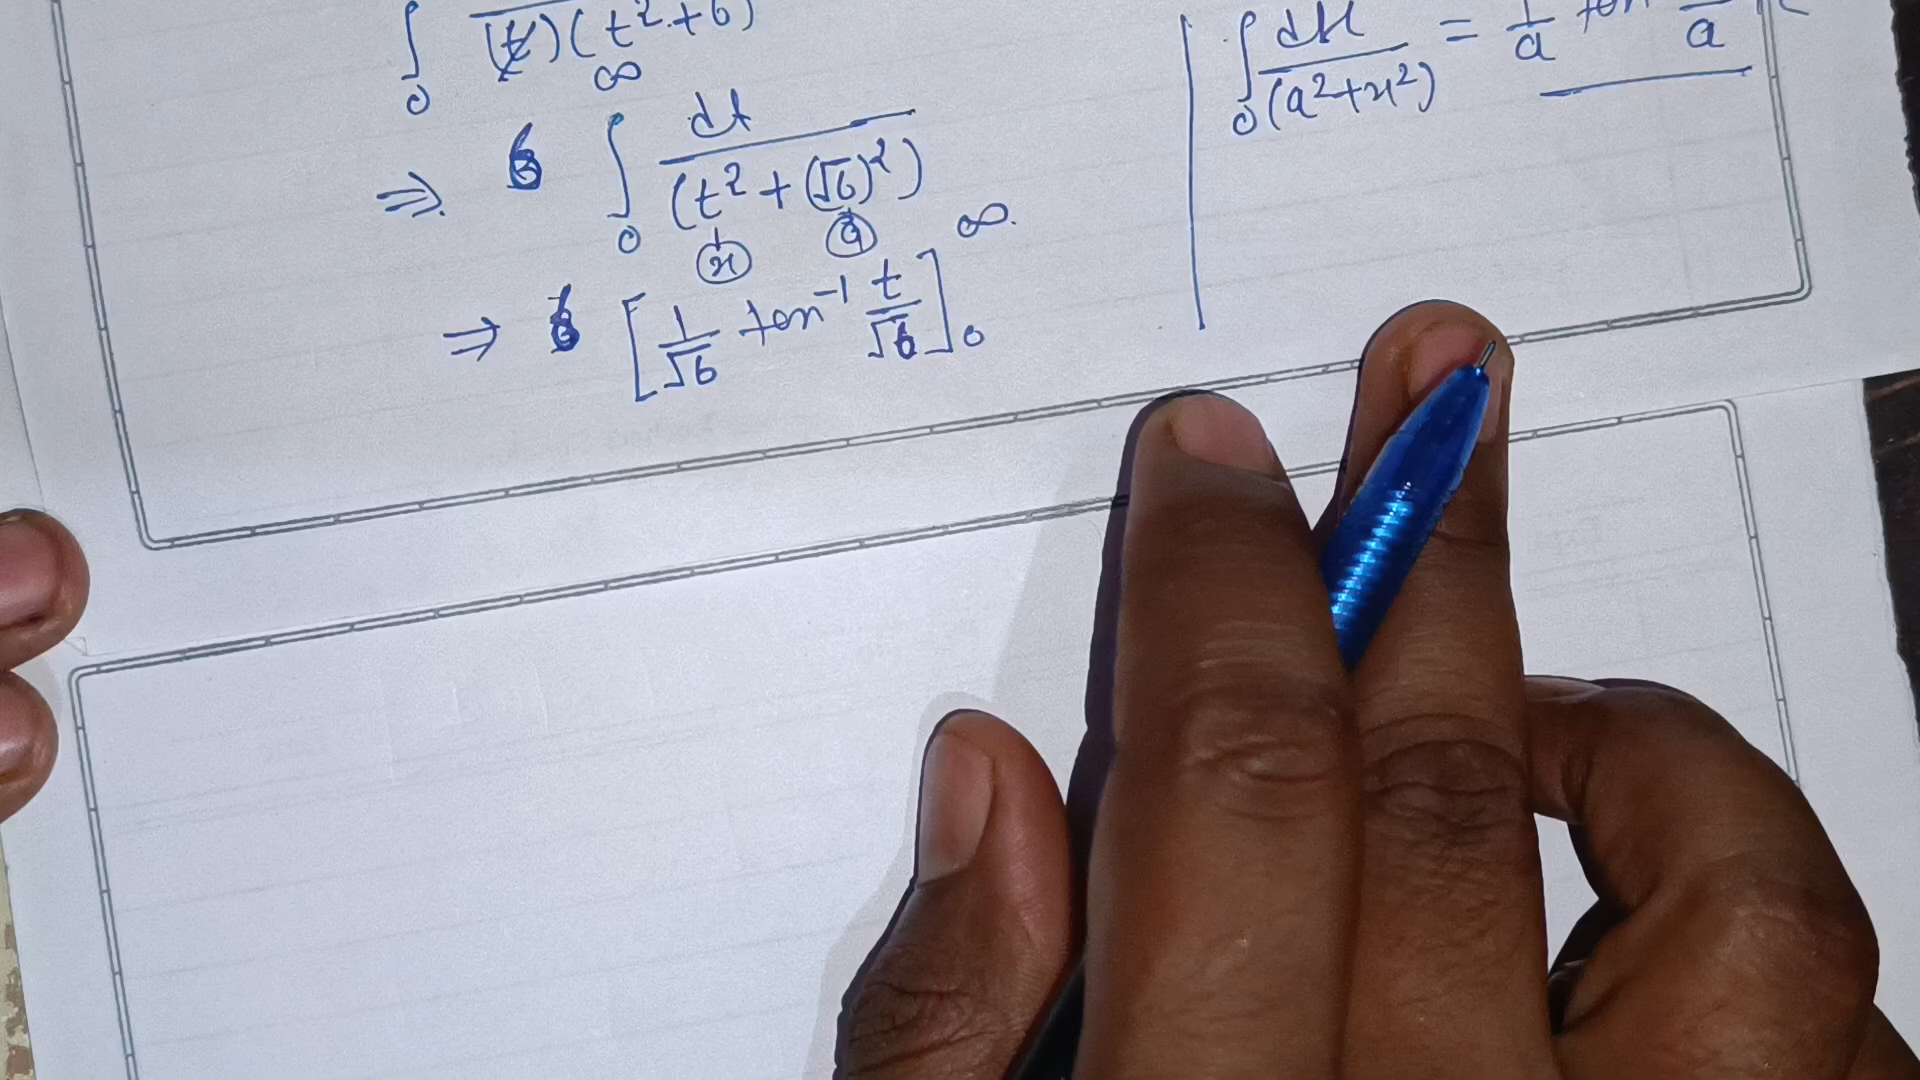 ∫₀ (t)(t²+6)
⇒ 6 ∫₀^∞ dt/(t²+(√6)²)
x a
⇒ 6 [1/√6 tan⁻¹ t/√6]₀^∞
∫₀ dx/(a²+x²) = 1/a tan a